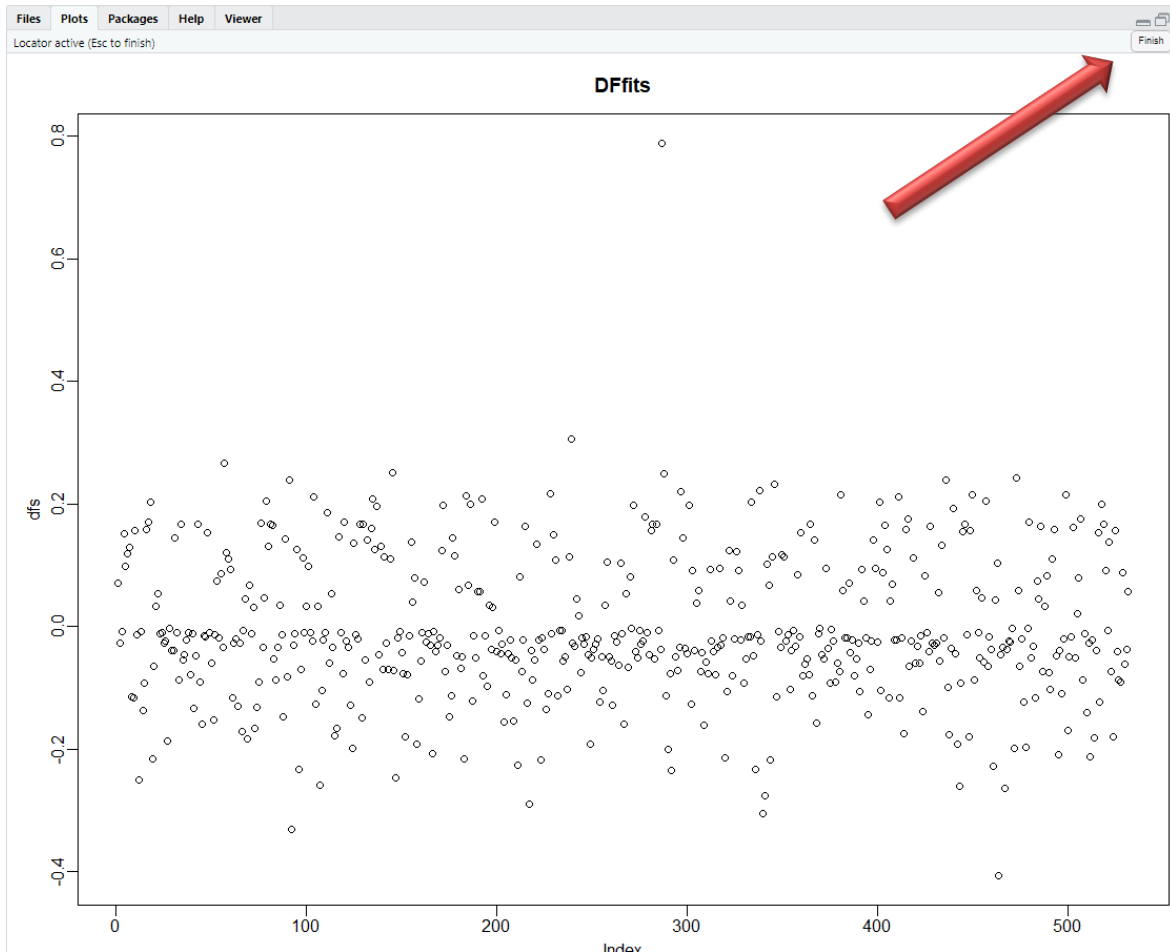 Files Plots Packages Help Viewer
Locator active (Esc to finish)
Finish
DFfits
0.8
0.6
0.4
0.2
0.0
-0.2
-0.4
dfs
0 100 200 300 400 500
Index